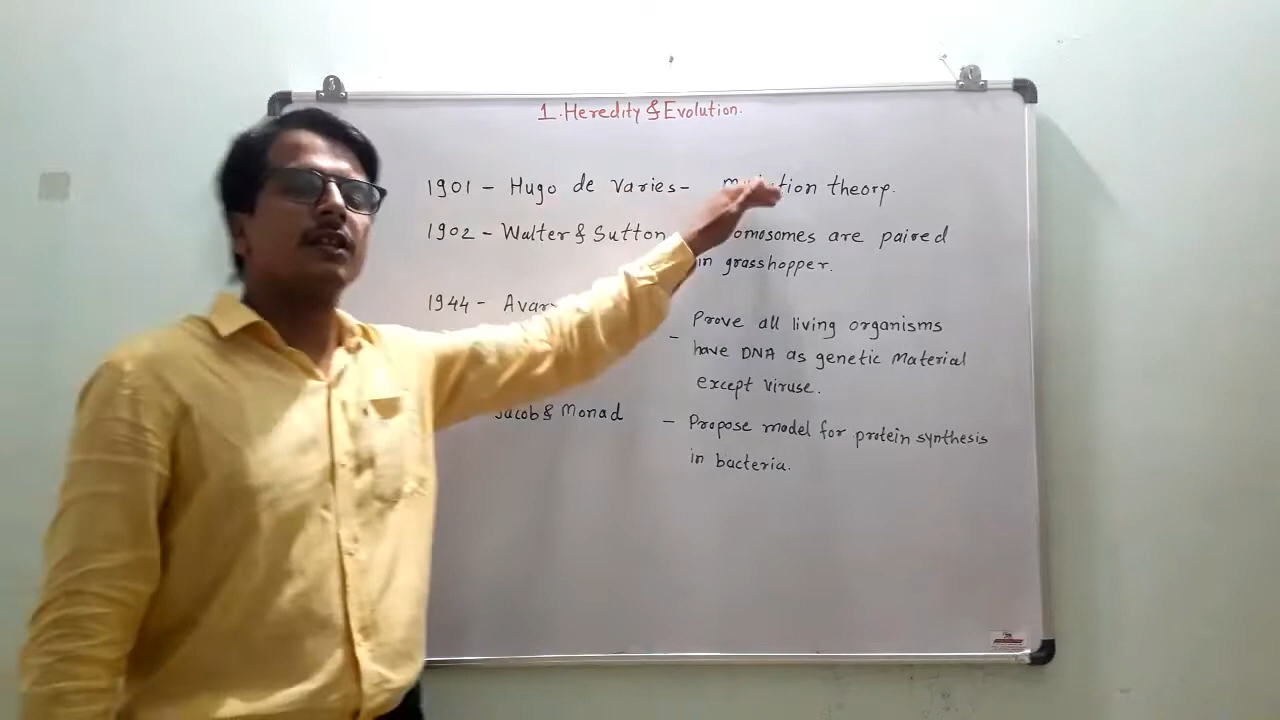 1. Heredity & Evolution.
1901 - Hugo de Varies - theory.
1902 - Walter & Sutton are paired
in grasshopper.
1944 -
- Prove all living organisms
have DNA as genetic Material
except viruse.
Jacob & Monad - Propose model for protein synthesis
in bacteria.